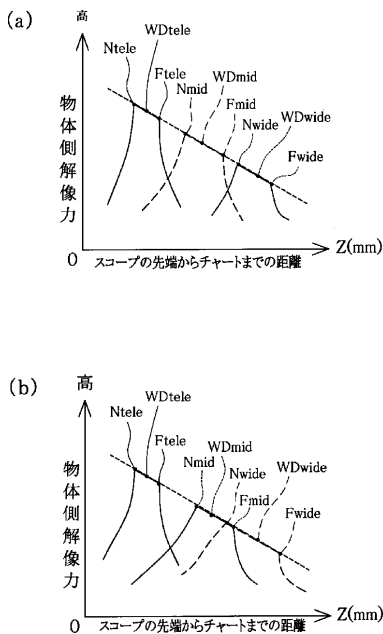 (a)
高
Ntele
WDtele
Ftele
Nmid
WDmid
Fmid
Nwide
WDwide
Fwide
物体側解像力
0
Z(mm)
スコープの先端からチャートまでの距離
(b)
高
Ntele
WDtele
Ftele
Nmid
WDmid
Nwide
Fmid
WDwide
Fwide
物体側解像力
0
Z(mm)
スコープの先端からチャートまでの距離